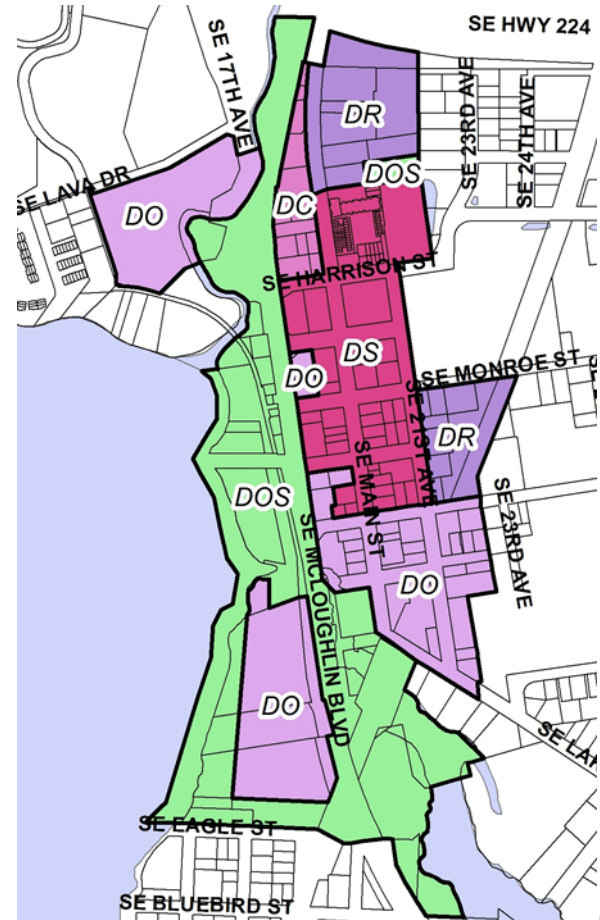 SE HWY 224
SE 17TH AVE
SE 23RD AVE
SE 24TH AVE
DR
DOS
SE LAVA DR
DO
DC
SE HARRISON ST
DS
DO
SE MONROE ST
SE 21ST AVE
DR
SE MAIN ST
DOS
SE 23RD AVE
SE MCLOUGHLIN BLVD
DO
DO
SE EAGLE ST
SE BLUEBIRD ST